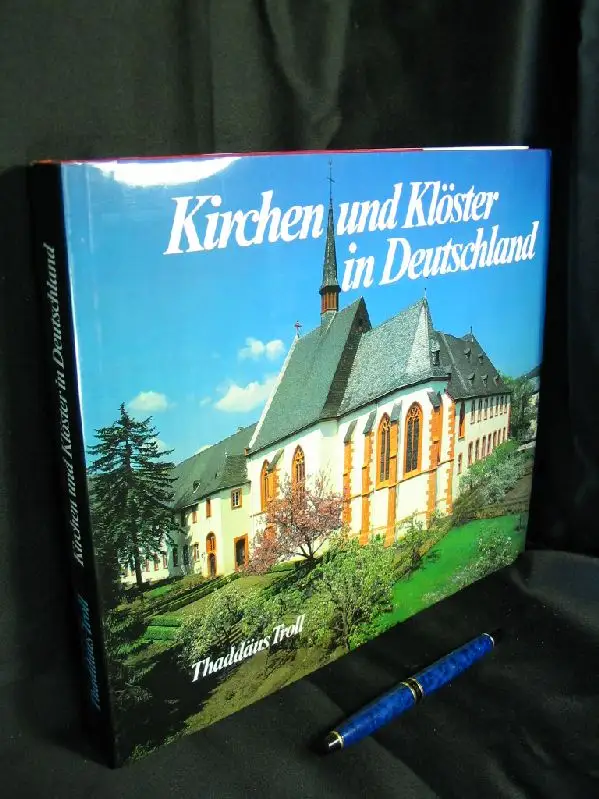 Kirchen und Klöster
in Deutschland
Thaddäus Troll
Thaddäus Troll Kirchen und Klöster in Deutschland